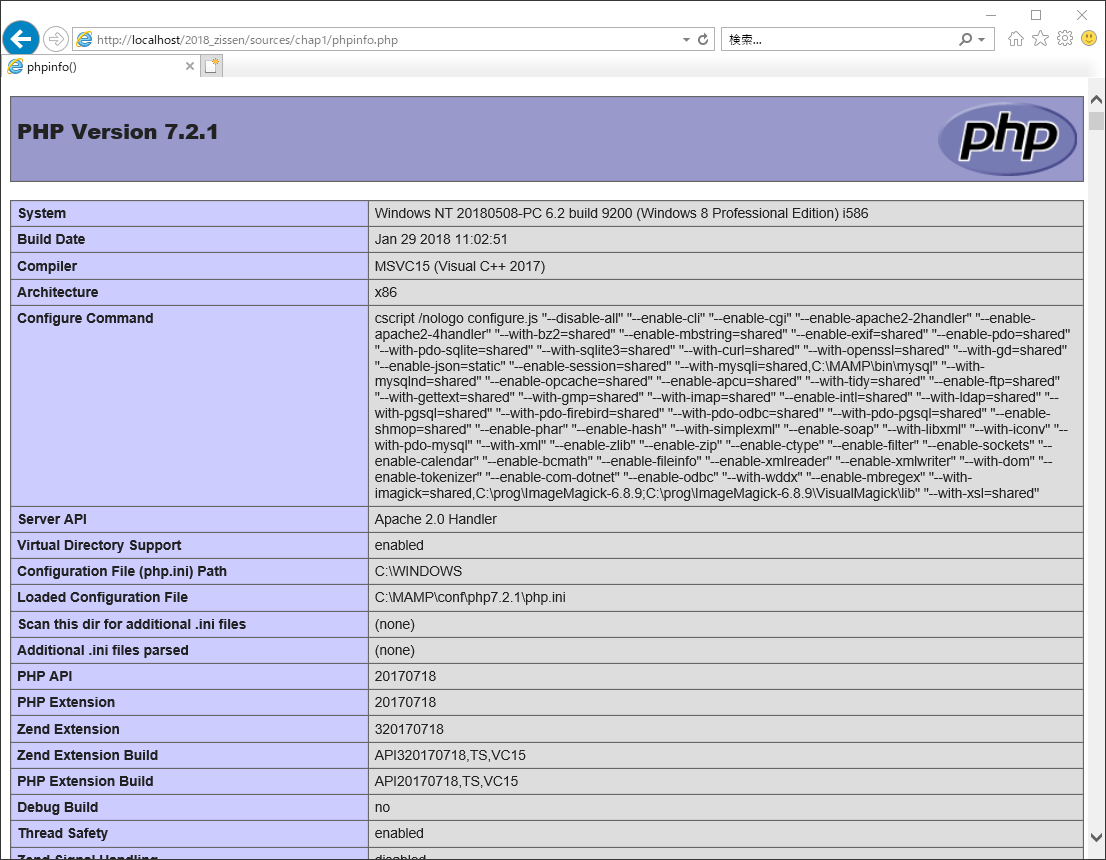 http://localhost/2018_zissen/sources/chap1/phpinfo.php
検索...
phpinfo()
PHP Version 7.2.1
php
System Windows NT 20180508-PC 6.2 build 9200 (Windows 8 Professional Edition) i586
Build Date Jan 29 2018 11:02:51
Compiler MSVC15 (Visual C++ 2017)
Architecture x86
Configure Command cscript /nologo configure.js "--disable-all" "--enable-cli" "--enable-cgi" "--enable-apache2-2handler" "--enable-
apache2-4handler" "--with-bz2=shared" "--enable-mbstring=shared" "--enable-exif=shared" "--enable-pdo=shared"
"--with-pdo-sqlite=shared" "--with-sqlite3=shared" "--with-curl=shared" "--with-openssl=shared" "--with-gd=shared"
"--enable-json=static" "--enable-session=shared" "--with-mysqli=shared,C:\MAMP\bin\mysql" "--with-
mysqlnd=shared" "--enable-opcache=shared" "--enable-apcu=shared" "--with-tidy=shared" "--enable-ftp=shared"
"--with-gettext=shared" "--with-gmp=shared" "--with-imap=shared" "--enable-intl=shared" "--with-ldap=shared" "--
with-pgsql=shared" "--with-pdo-firebird=shared" "--with-pdo-odbc=shared" "--with-pdo-pgsql=shared" "--enable-
shmop=shared" "--enable-phar" "--enable-hash" "--with-simplexml" "--enable-soap" "--with-libxml" "--with-iconv" "--
with-pdo-mysql" "--with-xml" "--enable-zlib" "--enable-zip" "--enable-ctype" "--enable-filter" "--enable-sockets" "--
enable-calendar" "--enable-bcmath" "--enable-fileinfo" "--enable-xmlreader" "--enable-xmlwriter" "--with-dom" "--
enable-tokenizer" "--enable-com-dotnet" "--enable-odbc" "--with-wddx" "--enable-mbregex" "--with-
imagick=shared,C:\prog\ImageMagick-6.8.9;C:\prog\ImageMagick-6.8.9\VisualMagick\lib" "--with-xsl=shared"
Server API Apache 2.0 Handler
Virtual Directory Support enabled
Configuration File (php.ini) Path C:\WINDOWS
Loaded Configuration File C:\MAMP\conf\php7.2.1\php.ini
Scan this dir for additional .ini files (none)
Additional .ini files parsed (none)
PHP API 20170718
PHP Extension 20170718
Zend Extension 320170718
Zend Extension Build API320170718,TS,VC15
PHP Extension Build API20170718,TS,VC15
Debug Build no
Thread Safety enabled
Zend Signal Handling disabled